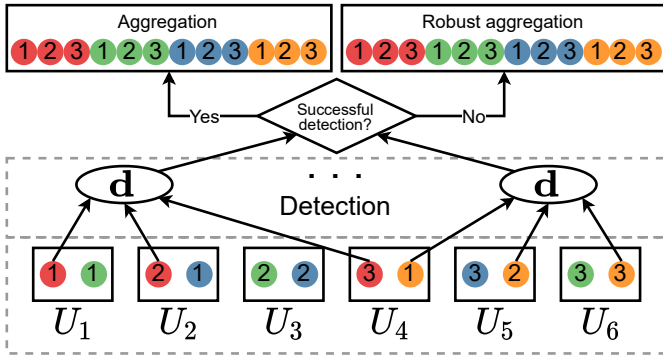 Aggregation
1 2 3 1 2 3 1 2 3 1 2 3
Robust aggregation
1 2 3 1 2 3 1 2 3 1 2 3
Yes
Successful
detection?
No
d
. . .
d
Detection
1 1
2 1
2 2
3 1
3 2
3 3
U1
U2
U3
U4
U5
U6